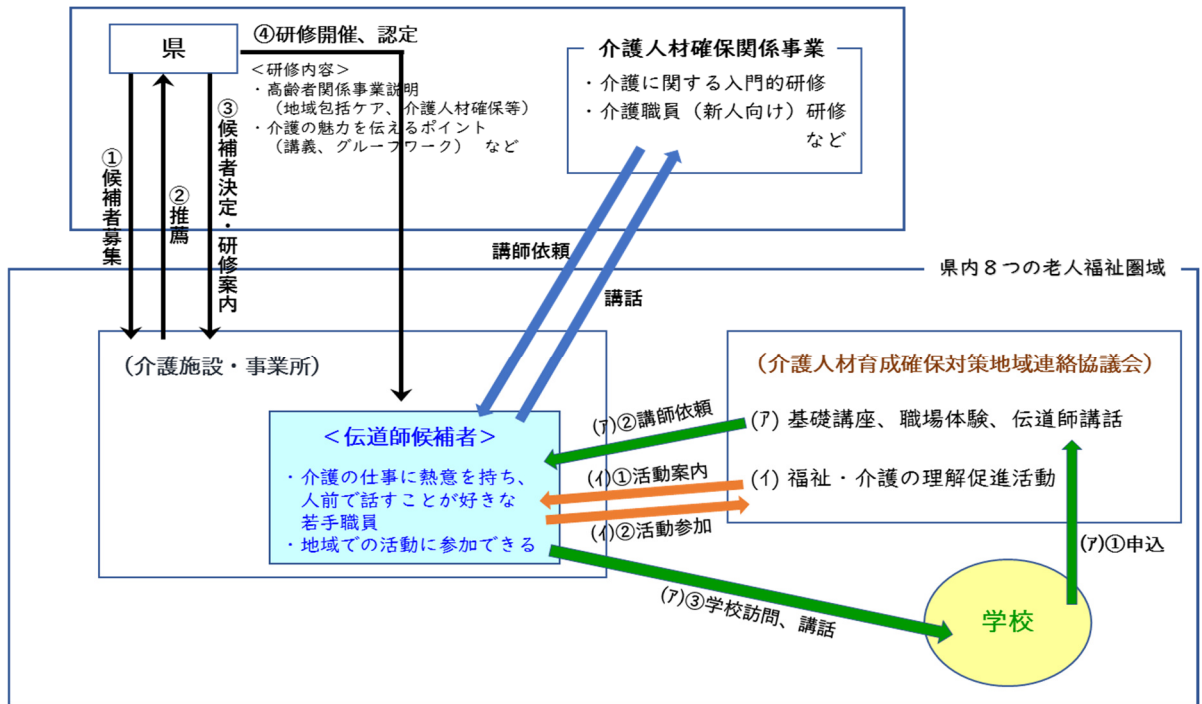 県
④研修開催、認定
<研修内容>
・高齢者関係事業説明
（地域包括ケア、介護人材確保等）
・介護の魅力を伝えるポイント
（講義、グループワーク）　など
介護人材確保関係事業
・介護に関する入門的研修
・介護職員（新人向け）研修
など
①候補者募集
②推薦
③候補者決定・研修案内
講師依頼
講話
県内８つの老人福祉圏域
（介護施設・事業所）
（介護人材育成確保対策地域連絡協議会）
＜伝道師候補者＞
・介護の仕事に熱意を持ち、
人前で話すことが好きな
若手職員
・地域での活動に参加できる
(ｱ)②講師依頼
(ｱ) 基礎講座、職場体験、伝道師講話
(ｲ)①活動案内
(ｲ) 福祉・介護の理解促進活動
(ｲ)②活動参加
(ｱ)①申込
(ｱ)③学校訪問、講話
学校